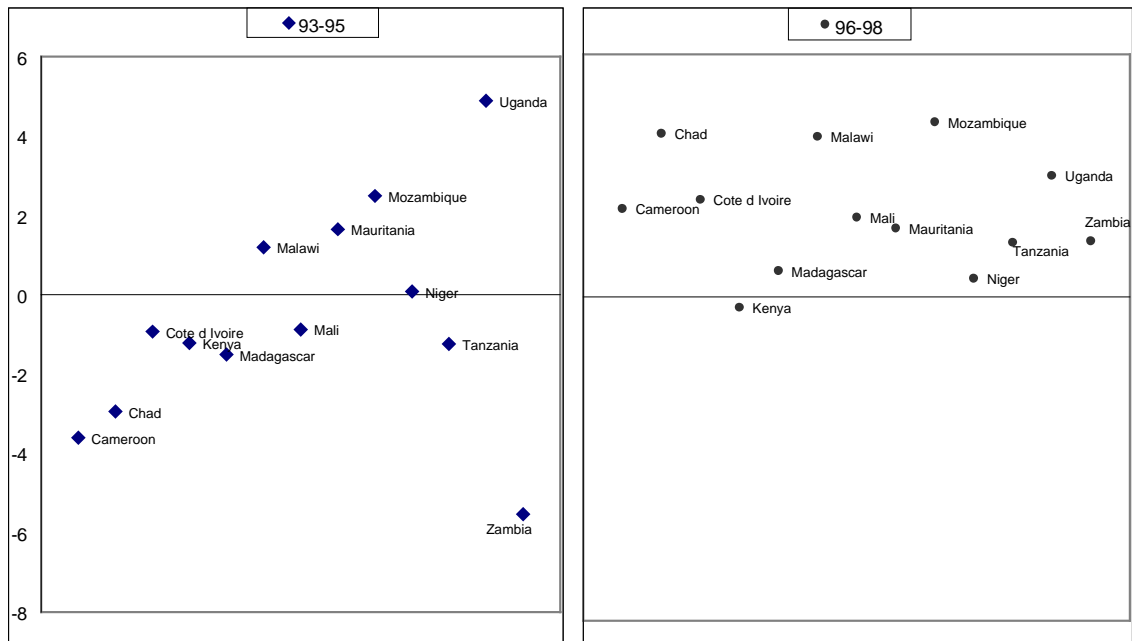 93-95
6
4
2
0
-2
-4
-6
-8
Uganda
Mozambique
Mauritania
Malawi
Niger
Cote d Ivoire
Mali
Kenya
Tanzania
Madagascar
Chad
Cameroon
Zambia
96-98
Mozambique
Chad
Malawi
Uganda
Cote d Ivoire
Cameroon
Mali
Zambia
Mauritania
Tanzania
Madagascar
Niger
Kenya